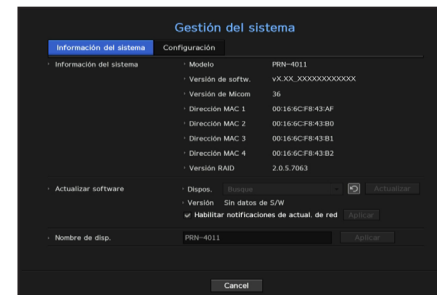 Gestión del sistema
Información del sistema Configuración
· Información del sistema · Modelo PRN-4011
· Versión de softw. vX.XX_XXXXXXXXXXXX
· Versión de Micom 36
· Dirección MAC 1 00:16:6C:F8:43:AF
· Dirección MAC 2 00:16:6C:F8:43:B0
· Dirección MAC 3 00:16:6C:F8:43:B1
· Dirección MAC 4 00:16:6C:F8:43:B2
· Versión RAID 2.0.5.7063
· Actualizar software · Dispos. Busque Actualizar
· Versión Sin datos de S/W
Habilitar notificaciones de actual. de red Aplicar
· Nombre de disp. PRN-4011 Aplicar
Cancel